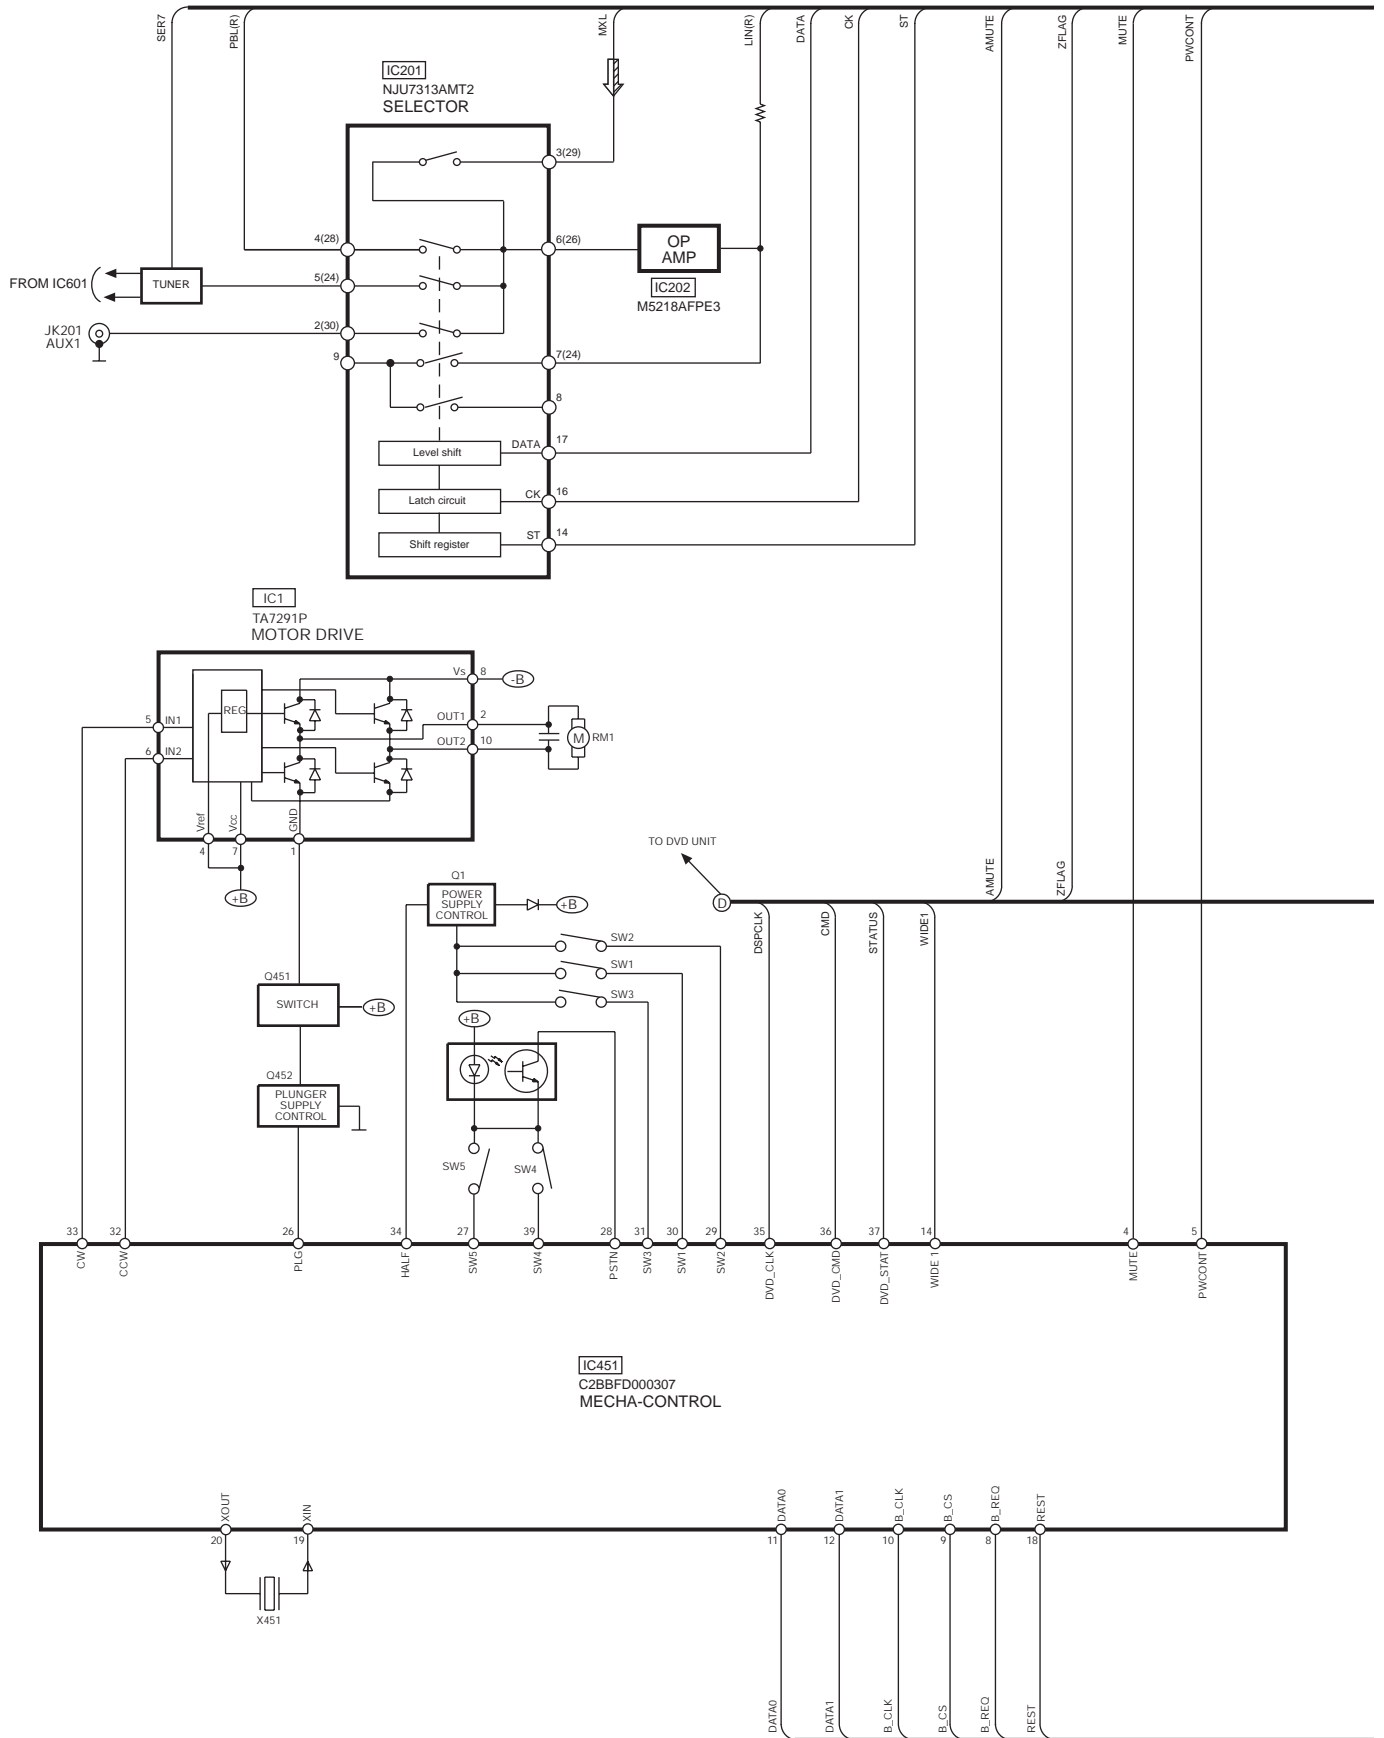 SER7
PBL(R)
MXL
LIN(R)
DATA
CK
ST
AMUTE
ZFLAG
MUTE
PWCONT
IC201
NJU7313AMT2
SELECTOR
3(29)
4(28)
6(26)
OP
AMP
IC202
M5218AFPE3
FROM IC601
TUNER
5(24)
JK201
AUX1
2(30)
9
7(24)
8
Level shift
DATA
17
Latch circuit
CK
16
Shift register
ST
14
IC1
TA7291P
MOTOR DRIVE
Vs
8
-B
REG
5
IN1
OUT1
2
6
IN2
OUT2
10
M
RM1
Vref
Vcc
GND
4
7
1
+B
TO DVD UNIT
D
AMUTE
ZFLAG
Q1
POWER
SUPPLY
CONTROL
+B
DSPCLK
CMD
STATUS
WIDE1
SW2
SW1
SW3
Q451
SWITCH
+B
+B
Q452
PLUNGER
SUPPLY
CONTROL
SW5
SW4
33
32
26
34
27
39
28
31
30
29
35
36
37
14
4
5
CW
CCW
PLG
HALF
SW5
SW4
PSTN
SW3
SW1
SW2
DVD_CLK
DVD_CMD
DVD_STAT
WIDE 1
MUTE
PWCONT
IC451
C2BBFD000307
MECHA-CONTROL
XOUT
XIN
DATA0
DATA1
B_CLK
B_CS
B_REQ
REST
20
19
11
12
10
9
8
18
X451
DATA0
DATA1
B_CLK
B_CS
B_REQ
REST